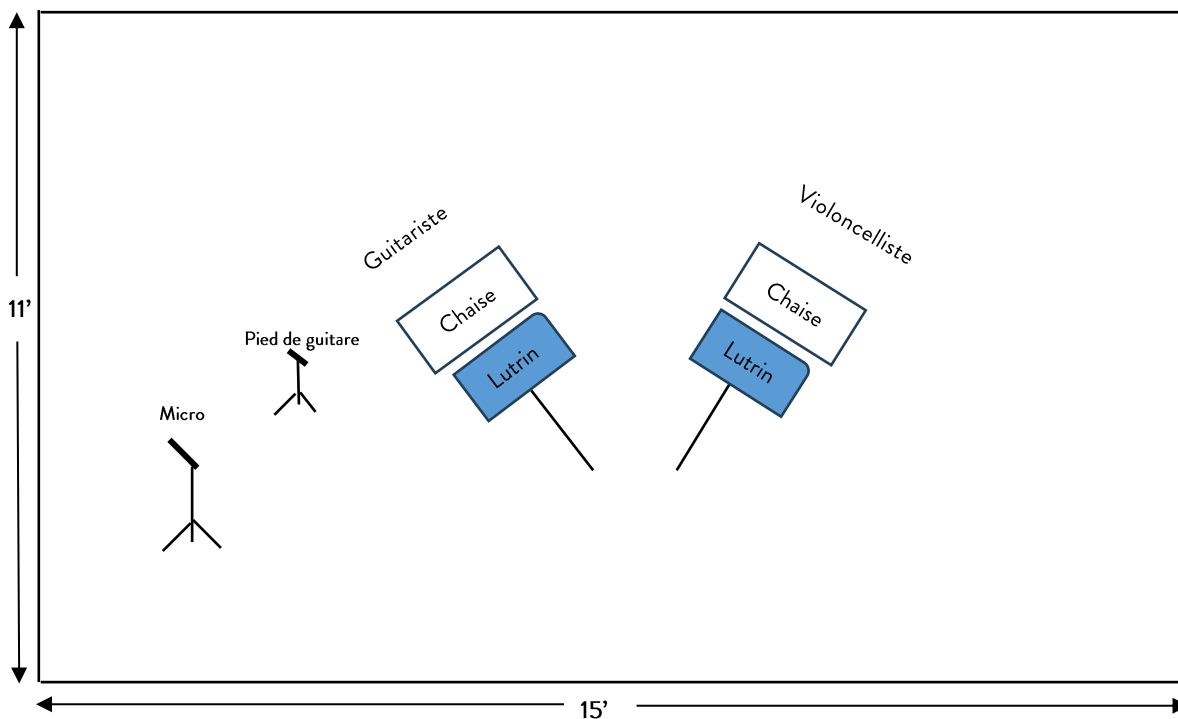 Violoncelliste
Guitariste
Chaise
Chaise
11’
Pied de guitare
Lutrin
Lutrin
Micro
15’